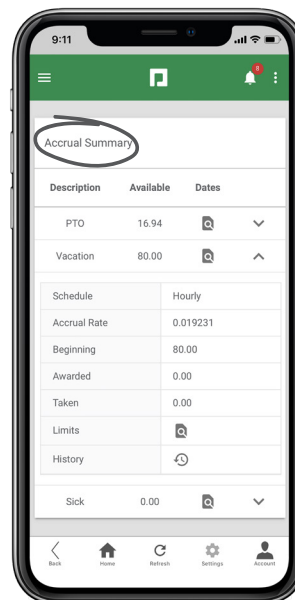 9:11
8
Accrual Summary
Description Available Dates
PTO 16.94
Vacation 80.00
Schedule Hourly
Accrual Rate 0.019231
Beginning 80.00
Awarded 0.00
Taken 0.00
Limits
History
Sick 0.00
Back Home Refresh Settings Account